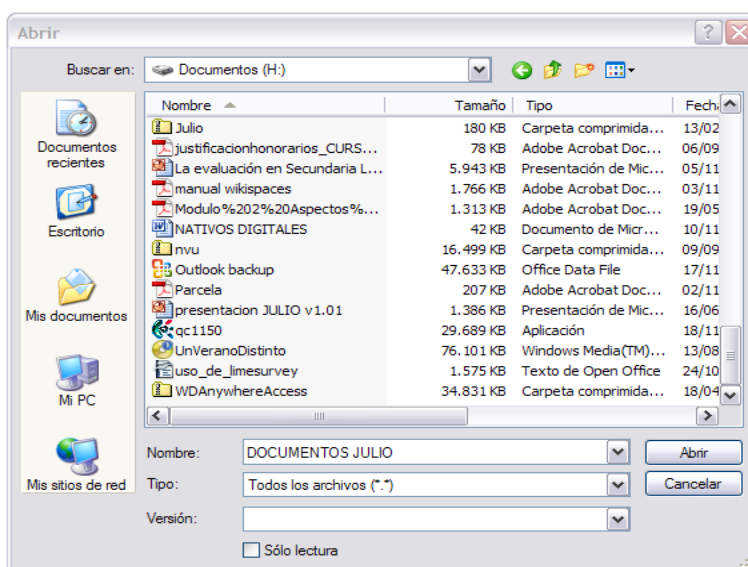 Abrir
Buscar en: Documentos (H:)
Nombre Tamaño Tipo Fech
Julio 180 KB Carpeta comprimida... 13/02
justificacionhonorarios_CURS... 78 KB Adobe Acrobat Doc... 06/09
La evaluación en Secundaria L... 5.943 KB Presentación de Mic... 05/11
manual wikispaces 1.766 KB Adobe Acrobat Doc... 03/11
Modulo%202%20Aspectos%... 1.313 KB Adobe Acrobat Doc... 19/05
NATIVOS DIGITALES 42 KB Documento de Micr... 10/11
nvu 16.499 KB Carpeta comprimida... 09/09
Outlook backup 47.633 KB Office Data File 17/11
Parcela 207 KB Adobe Acrobat Doc... 02/11
presentacion JULIO v1.01 1.386 KB Presentación de Mic... 16/06
qc1150 29.689 KB Aplicación 18/11
UnVeranoDistinto 76.101 KB Windows Media(TM)... 13/08
uso_de_limesurvey 1.575 KB Texto de Open Office 24/10
WDAnywhereAccess 34.831 KB Carpeta comprimida... 18/04
Documentos
recientes
Escritorio
Mis documentos
Mi PC
Mis sitios de red
Nombre: DOCUMENTOS JULIO Abrir
Tipo: Todos los archivos (*.*) Cancelar
Versión:
Sólo lectura